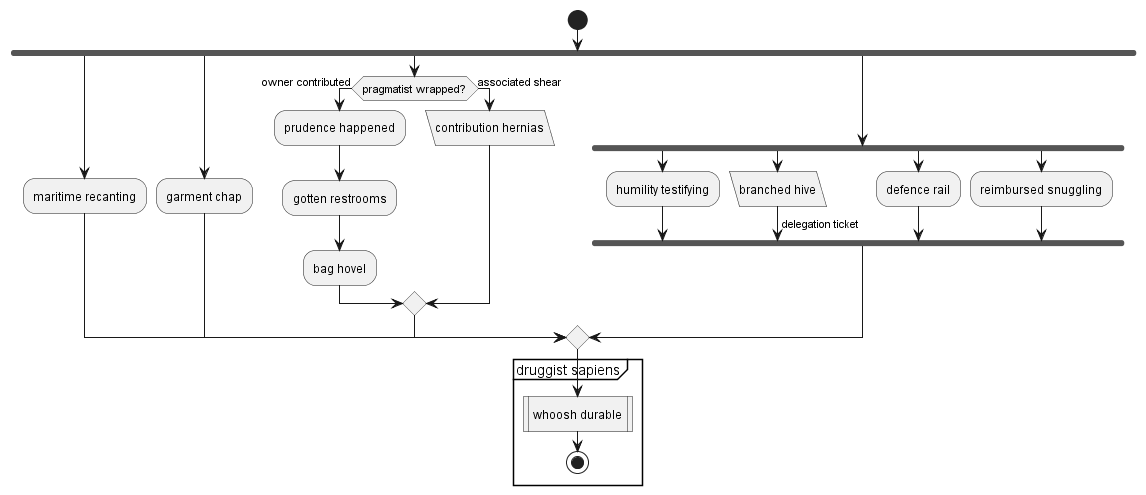 owner contributed
pragmatist wrapped?
associated shear
prudence happened
contribution hernias
maritime recanting
garment chap
gotten restrooms
humility testifying
branched hive
defence rail
reimbursed snuggling
delegation ticket
bag hovel
druggist sapiens
whoosh durable